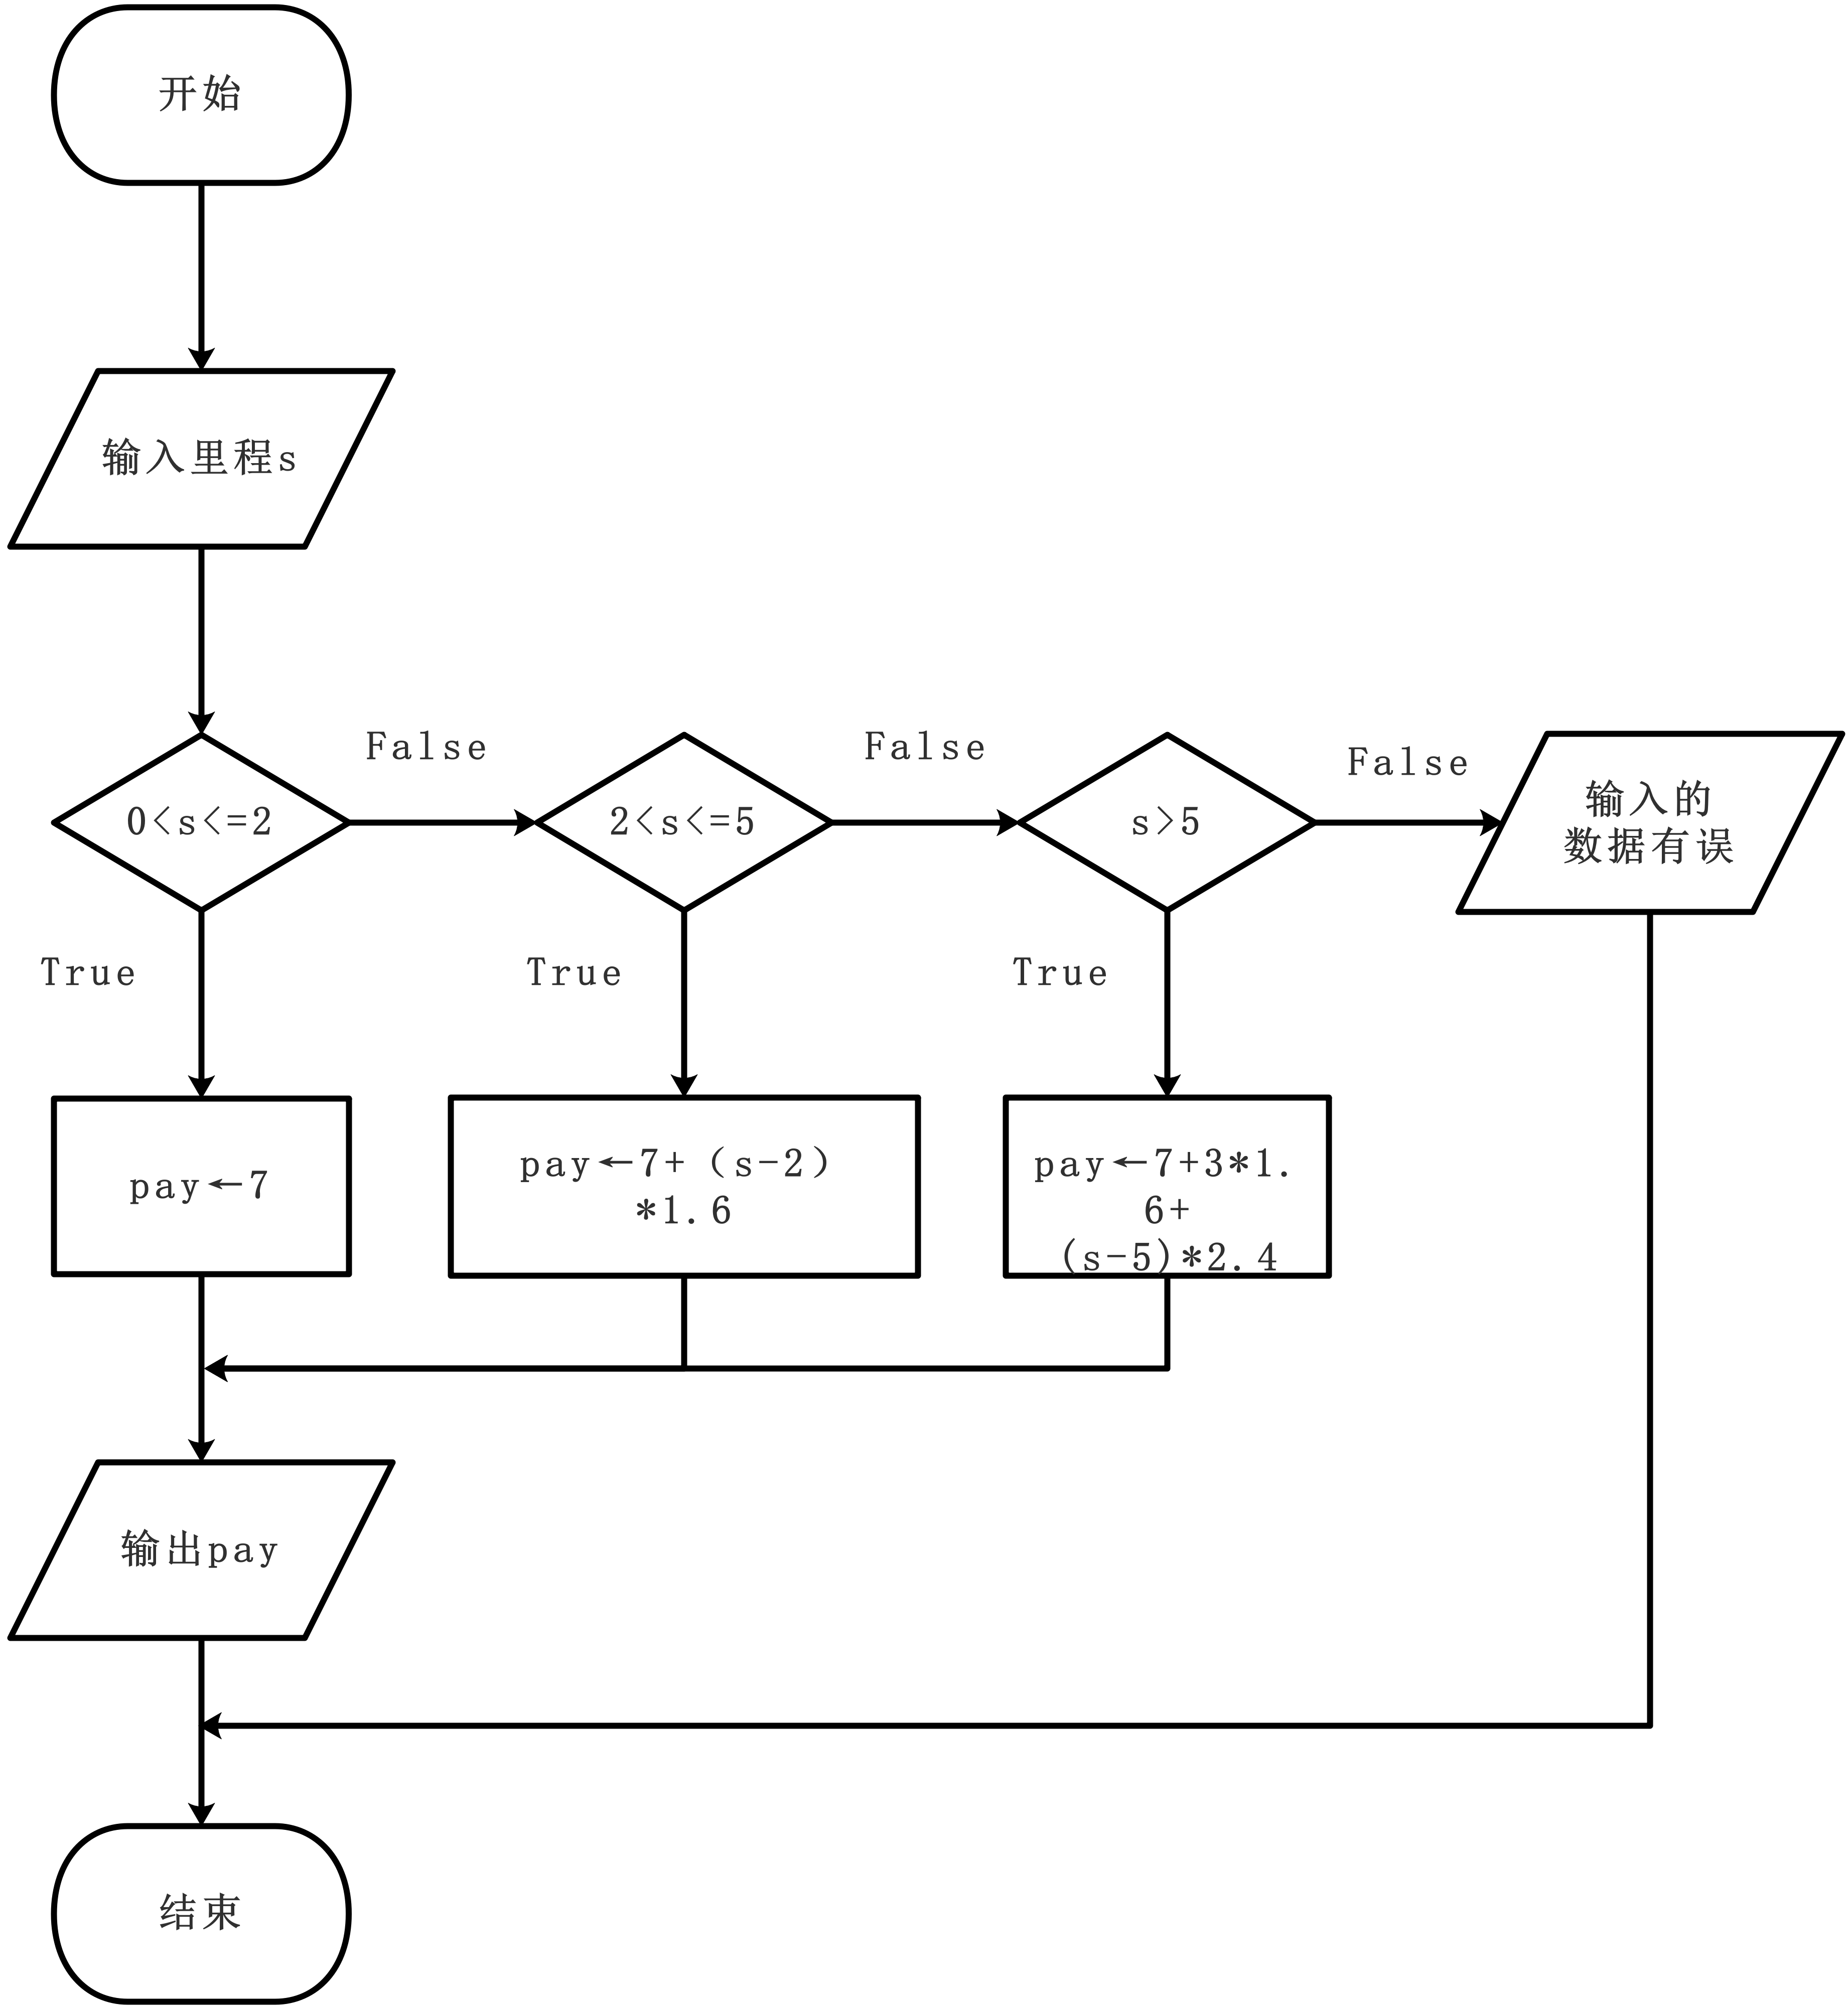 开始
输入里程s
False
False
False
0<s<=2
2<s<=5
s>5
输入的
数据有误
True
True
True
pay←7
pay←7+（s-2）
*1.6
pay←7+3*1.
6+
(s-5)*2.4
输出pay
结束